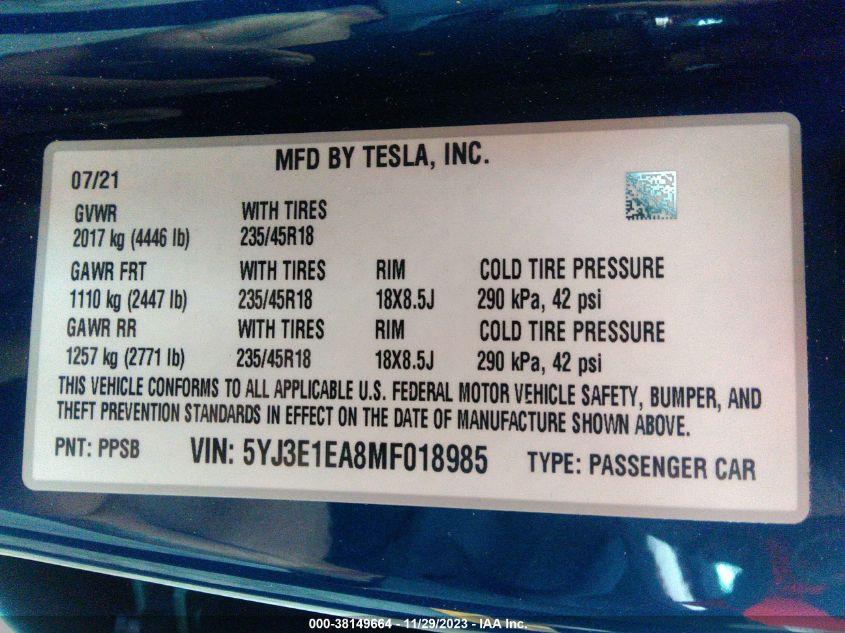 MFD BY TESLA, INC.
07/21
GVWR WITH TIRES
2017 kg (4446 lb) 235/45R18
GAWR FRT WITH TIRES RIM COLD TIRE PRESSURE
1110 kg (2447 lb) 235/45R18 18X8.5J 290 kPa, 42 psi
GAWR RR WITH TIRES RIM COLD TIRE PRESSURE
1257 kg (2771 lb) 235/45R18 18X8.5J 290 kPa, 42 psi
THIS VEHICLE CONFORMS TO ALL APPLICABLE U.S. FEDERAL MOTOR VEHICLE SAFETY, BUMPER, AND
THEFT PREVENTION STANDARDS IN EFFECT ON THE DATE OF MANUFACTURE SHOWN ABOVE.
PNT: PPSB VIN: 5YJ3E1EA8MF018985 TYPE: PASSENGER CAR
000-38149664 - 11/29/2023 - IAA Inc.